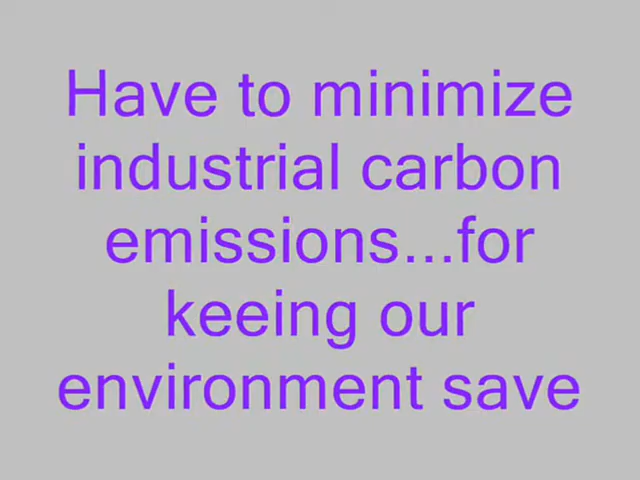 Have to minimize
industrial carbon
emissions...for
keeing our
environment save